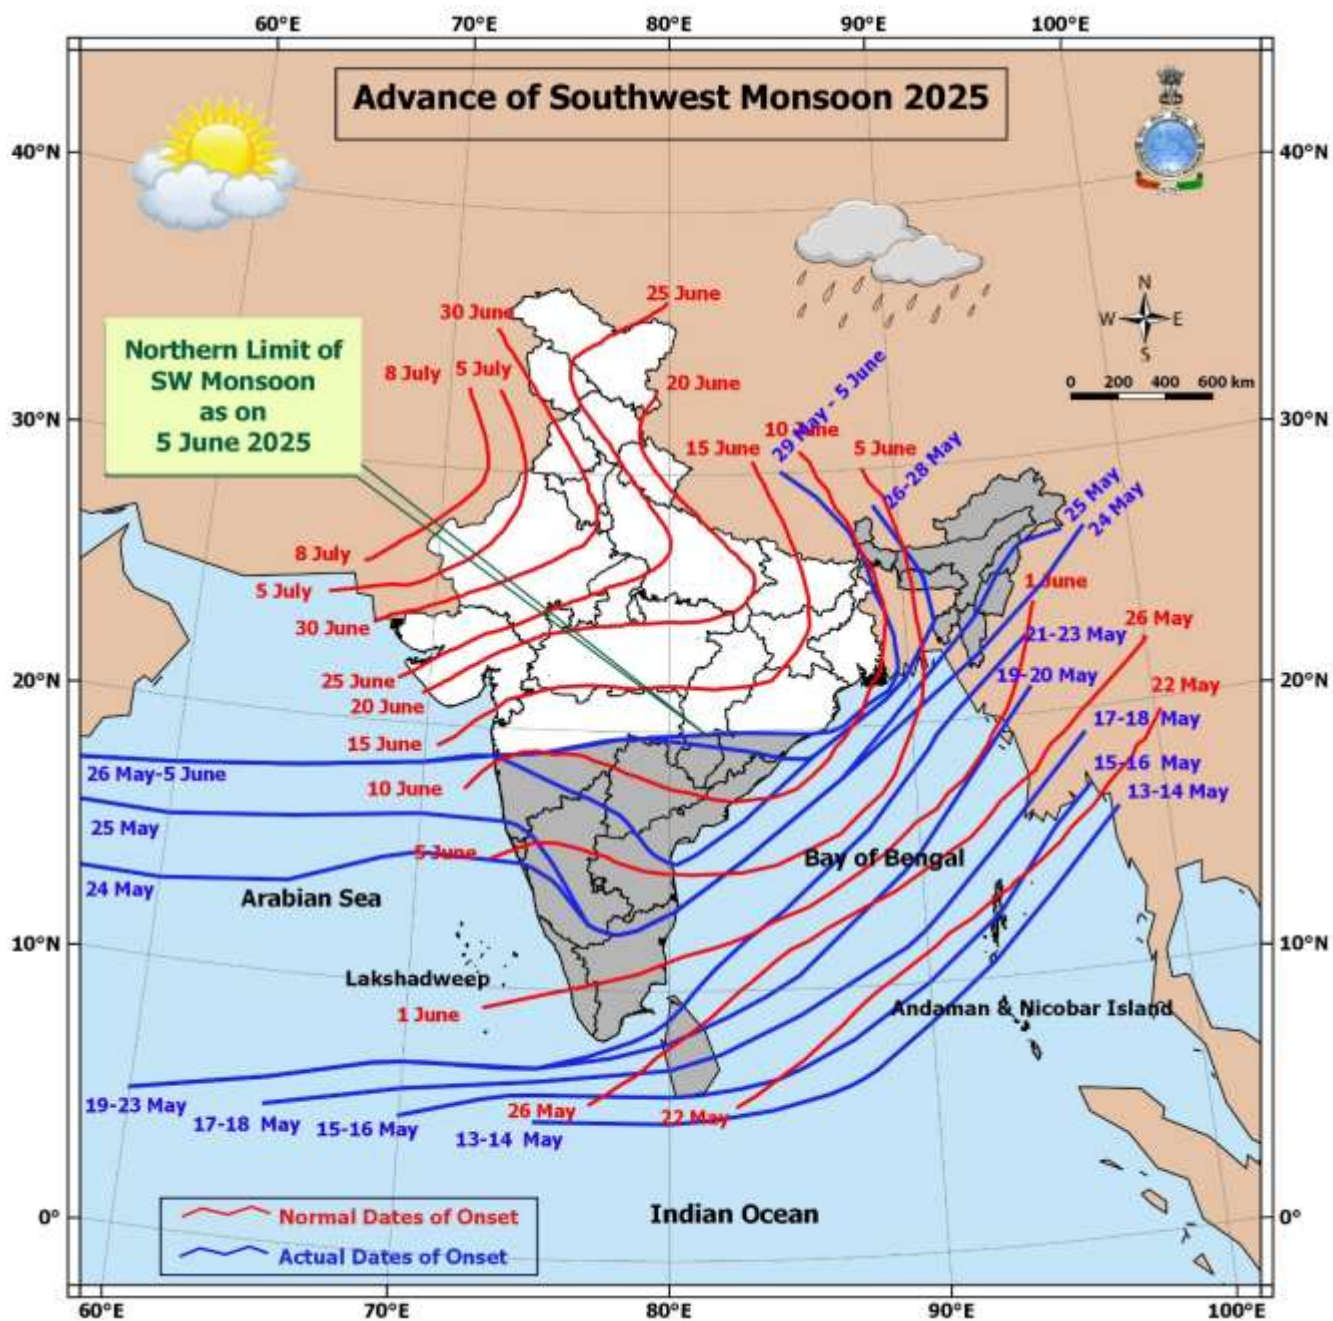 60°E 70°E 80°E 90°E 100°E
Advance of Southwest Monsoon 2025
40°N 40°N
N
W E
S
0 200 400 600 km
Northern Limit of
SW Monsoon
as on
5 June 2025
25 June
30 June
8 July
5 July
20 June
29 May - 5 June
30°N 30°N
10 June
15 June
5 June
26-28 May
25 May
24 May
8 July
5 July
1 June
26 May
30 June
21-23 May
19-20 May
25 June
20°N 20°N
22 May
20 June
17-18 May
15 June
15-16 May
26 May-5 June
10 June
13-14 May
25 May
5 June
Bay of Bengal
24 May
Arabian Sea
10°N 10°N
Lakshadweep
1 June
Andaman & Nicobar Island
19-23 May
17-18 May
15-16 May
13-14 May
26 May
22 May
Normal Dates of Onset
Actual Dates of Onset
Indian Ocean
0° 0°
60°E 70°E 80°E 90°E 100°E